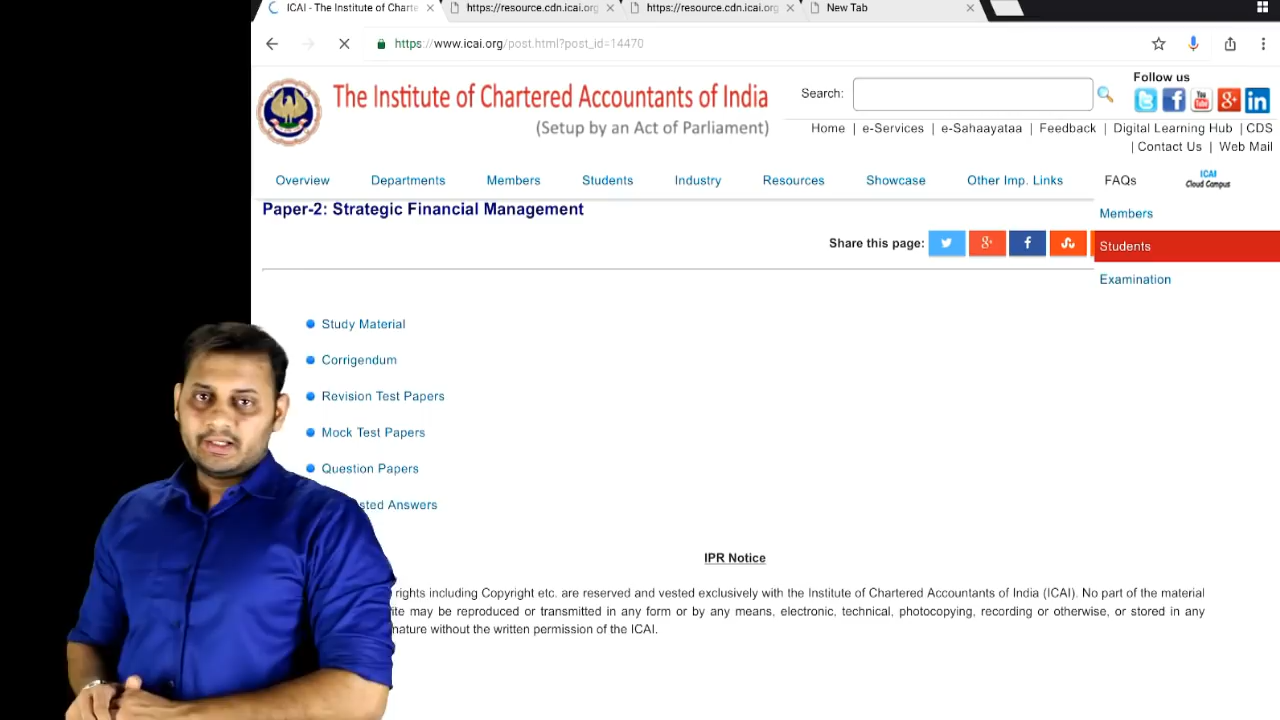 ICAI - The Institute of Charte
https://resource.cdn.icai.org
https://resource.cdn.icai.org
New Tab
https://www.icai.org/post.html?post_id=14470
The Institute of Chartered Accountants of India
(Setup by an Act of Parliament)
Search:
Follow us
Home | e-Services | e-Sahaayataa | Feedback | Digital Learning Hub | CDS
| Contact Us | Web Mail
Overview Departments Members Students Industry Resources Showcase Other Imp. Links FAQs ICAI Cloud Campus
Members
Students
Examination
Paper-2: Strategic Financial Management
Share this page:
Study Material
Corrigendum
Revision Test Papers
Mock Test Papers
Question Papers
sted Answers
IPR Notice
rights including Copyright etc. are reserved and vested exclusively with the Institute of Chartered Accountants of India (ICAI). No part of the material
ite may be reproduced or transmitted in any form or by any means, electronic, technical, photocopying, recording or otherwise, or stored in any
nature without the written permission of the ICAI.